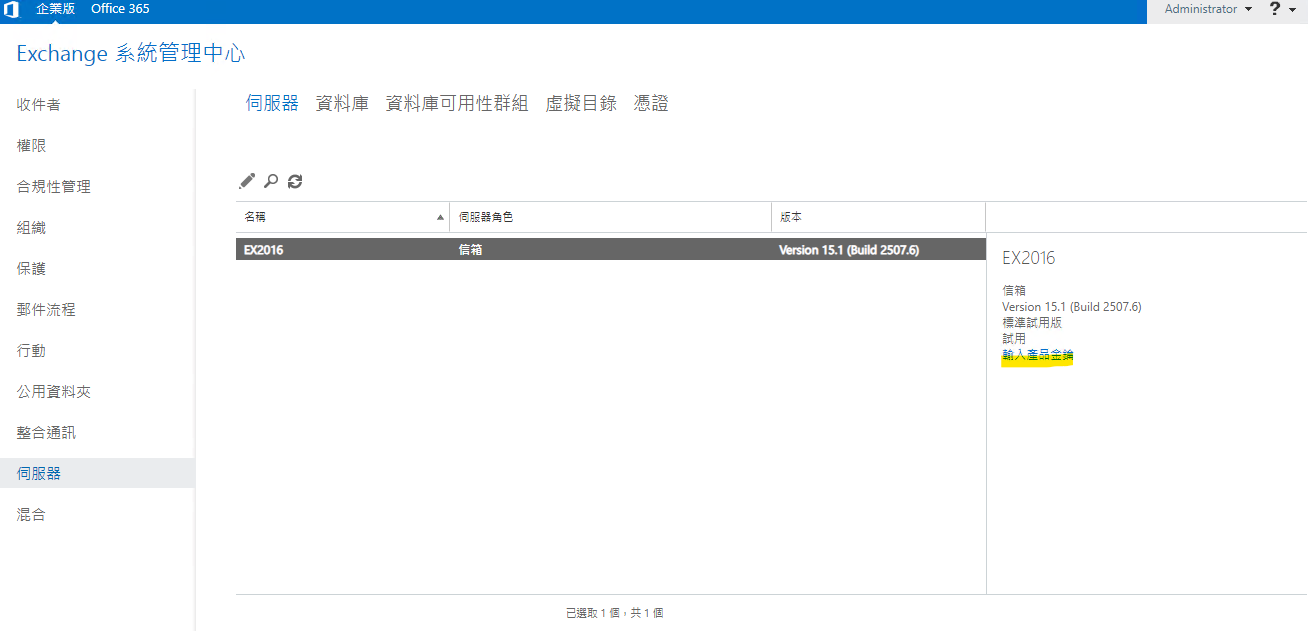 企業版 Office 365
Administrator ?
Exchange 系統管理中心
收件者
權限
合規性管理
組織
保護
郵件流程
行動
公用資料夾
整合通訊
伺服器
混合
伺服器 資料庫 資料庫可用性群組 虛擬目錄 憑證
名稱 伺服器角色 版本
EX2016 信箱 Version 15.1 (Build 2507.6)
EX2016
信箱
Version 15.1 (Build 2507.6)
標準試用版
試用
輸入產品金鑰
已選取 1 個，共 1 個